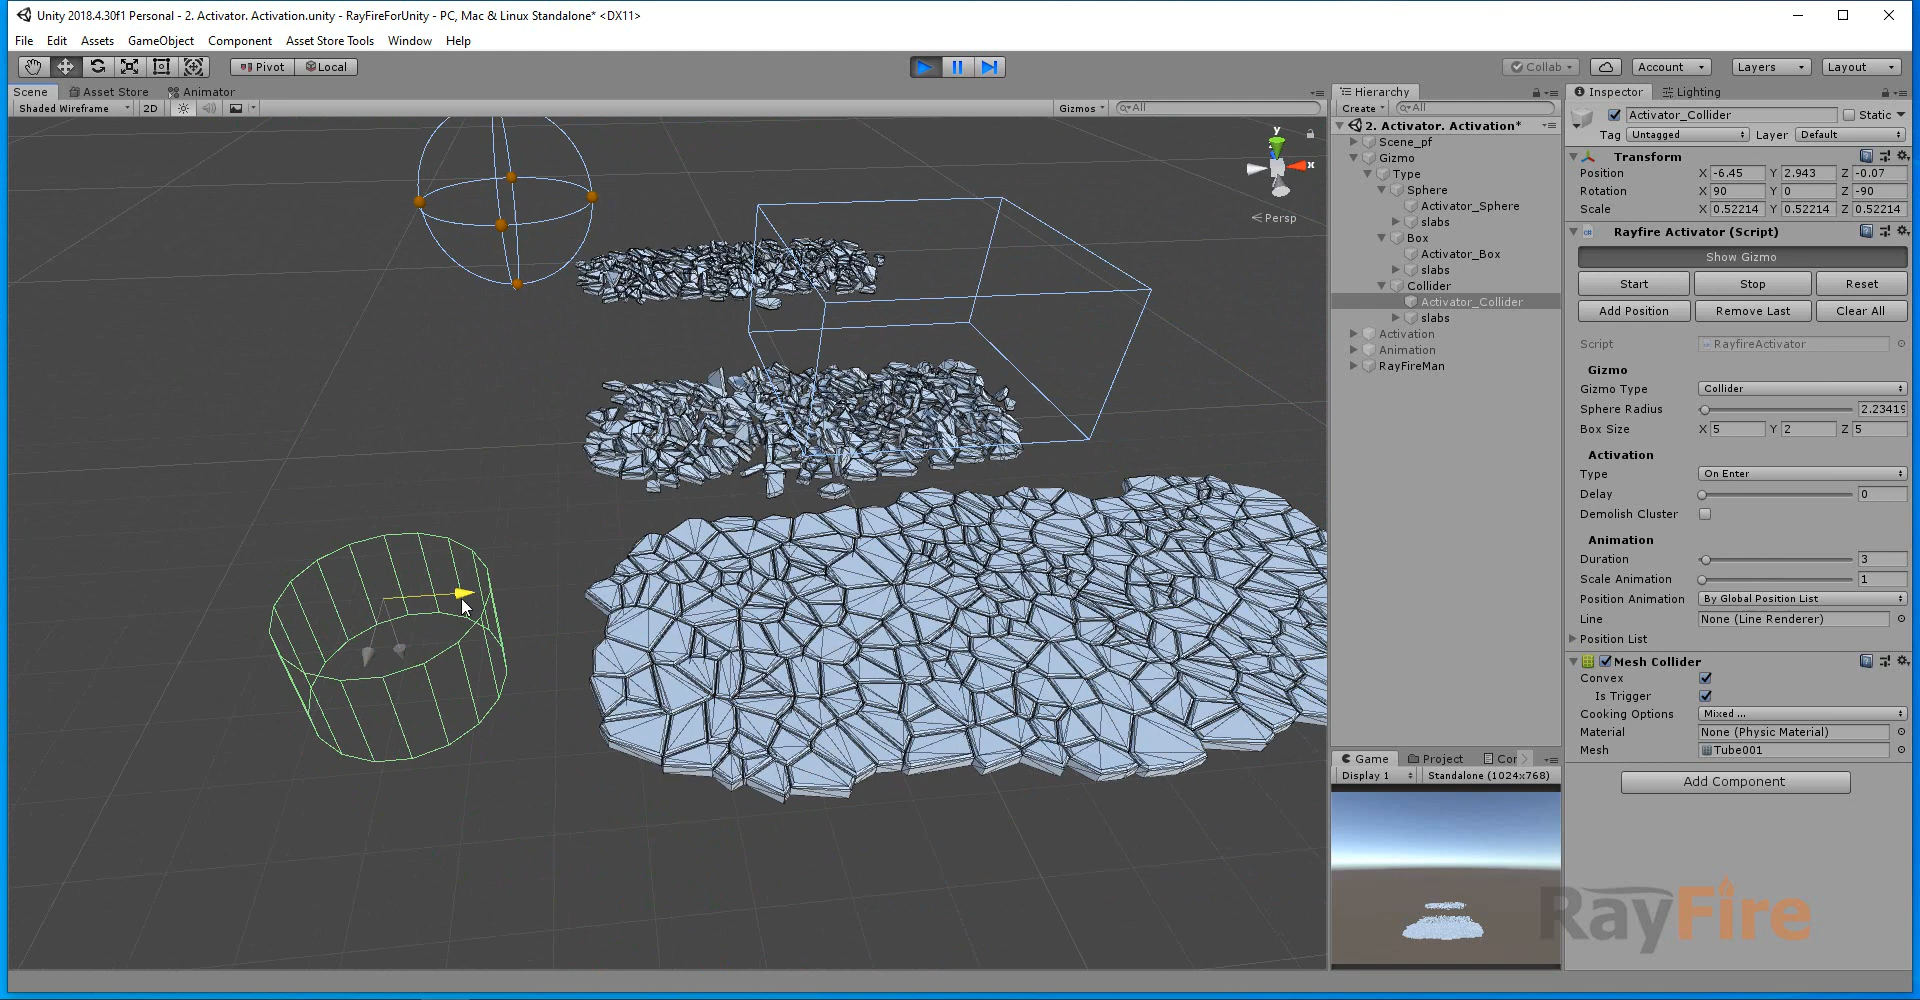 Unity 2018.4.30f1 Personal - 2. Activator. Activation.unity - RayFireForUnity - PC, Mac & Linux Standalone* <DX11>
File Edit Assets GameObject Component Asset Store Tools Window Help
Pivot Local Collab Account Layers Layout
Scene Asset Store Animator
Shaded Wireframe 2D Gizmos All
y
x
Persp
Hierarchy
Create All
2. Activator. Activation*
Scene_pf
Gizmo
Type
Sphere
Activator_Sphere
slabs
Box
Activator_Box
slabs
Collider
Activator_Collider
slabs
Activation
Animation
RayFireMan
Game Project Cor
Display 1 Standalone (1024x768)
Inspector Lighting
Activator_Collider Static
Tag Untagged Layer Default
Transform
Position X -6.45 Y 2.943 Z -0.07
Rotation X 90 Y 0 Z -90
Scale X 0.52214 Y 0.52214 Z 0.52214
Rayfire Activator (Script)
Show Gizmo
Start Stop Reset
Add Position Remove Last Clear All
Script RayfireActivator
Gizmo
Gizmo Type Collider
Sphere Radius 2.23419
Box Size X 5 Y 2 Z 5
Activation
Type On Enter
Delay 0
Demolish Cluster
Animation
Duration 3
Scale Animation 1
Position Animation By Global Position List
Line None (Line Renderer)
Position List
Mesh Collider
Convex
Is Trigger
Cooking Options Mixed ...
Material None (Physic Material)
Mesh Tube001
Add Component
RayFire